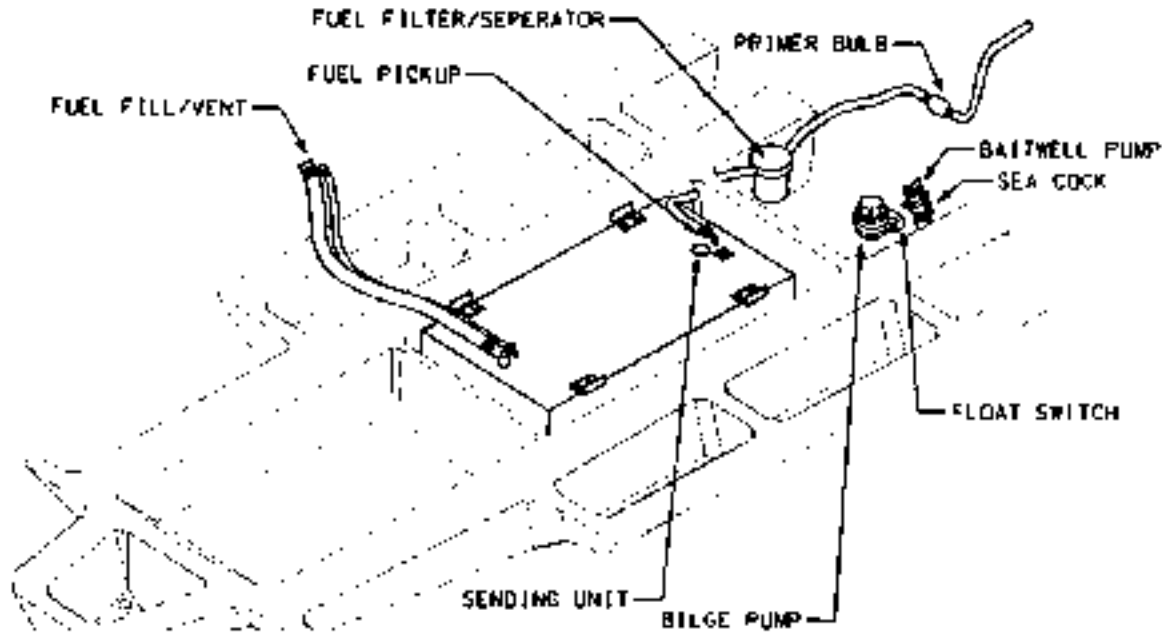 FUEL FILTER/SEPERATOR
PRIMER BULB
FUEL PICKUP
FUEL FILL/VENT
BAITWELL PUMP
SEA COCK
FLOAT SWITCH
SENDING UNIT
BILGE PUMP